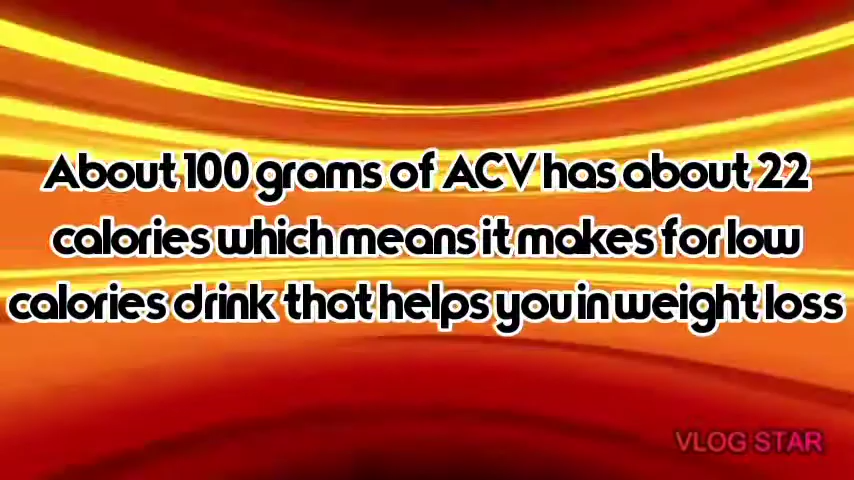 About 100 grams of ACV has about 22
calories which means it makes for low
calories drink that helps you in weight loss
VLOG STAR